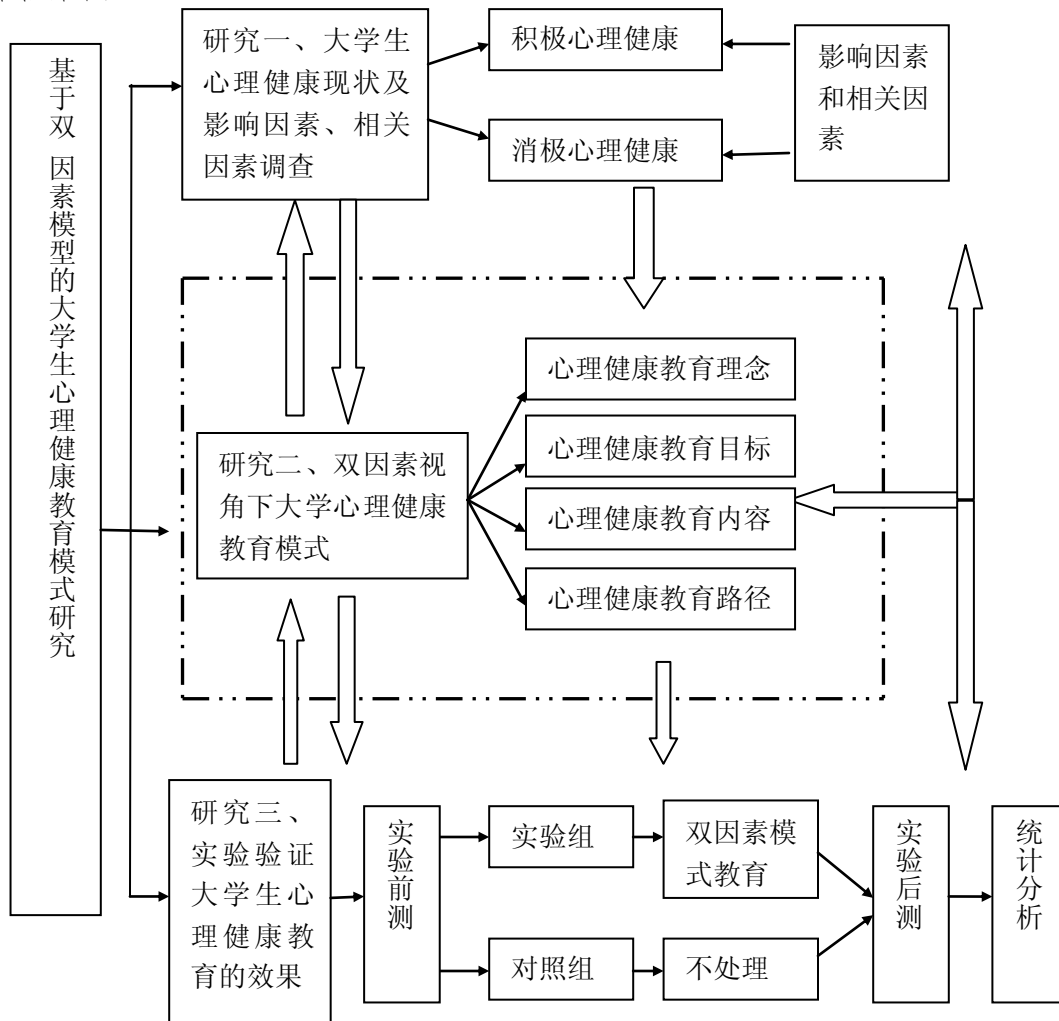 基于双因素模型的大学生心理健康教育模式研究
研究一、大学生
心理健康现状及
影响因素、相关
因素调查
积极心理健康
消极心理健康
影响因素
和相关因
素
研究二、双因素视
角下大学心理健康
教育模式
心理健康教育理念
心理健康教育目标
心理健康教育内容
心理健康教育路径
研究三、
实验验证
大学生心
理健康教
育的效果
实验前测
实验组
对照组
双因素模
式教育
不处理
实验后测
统计分析